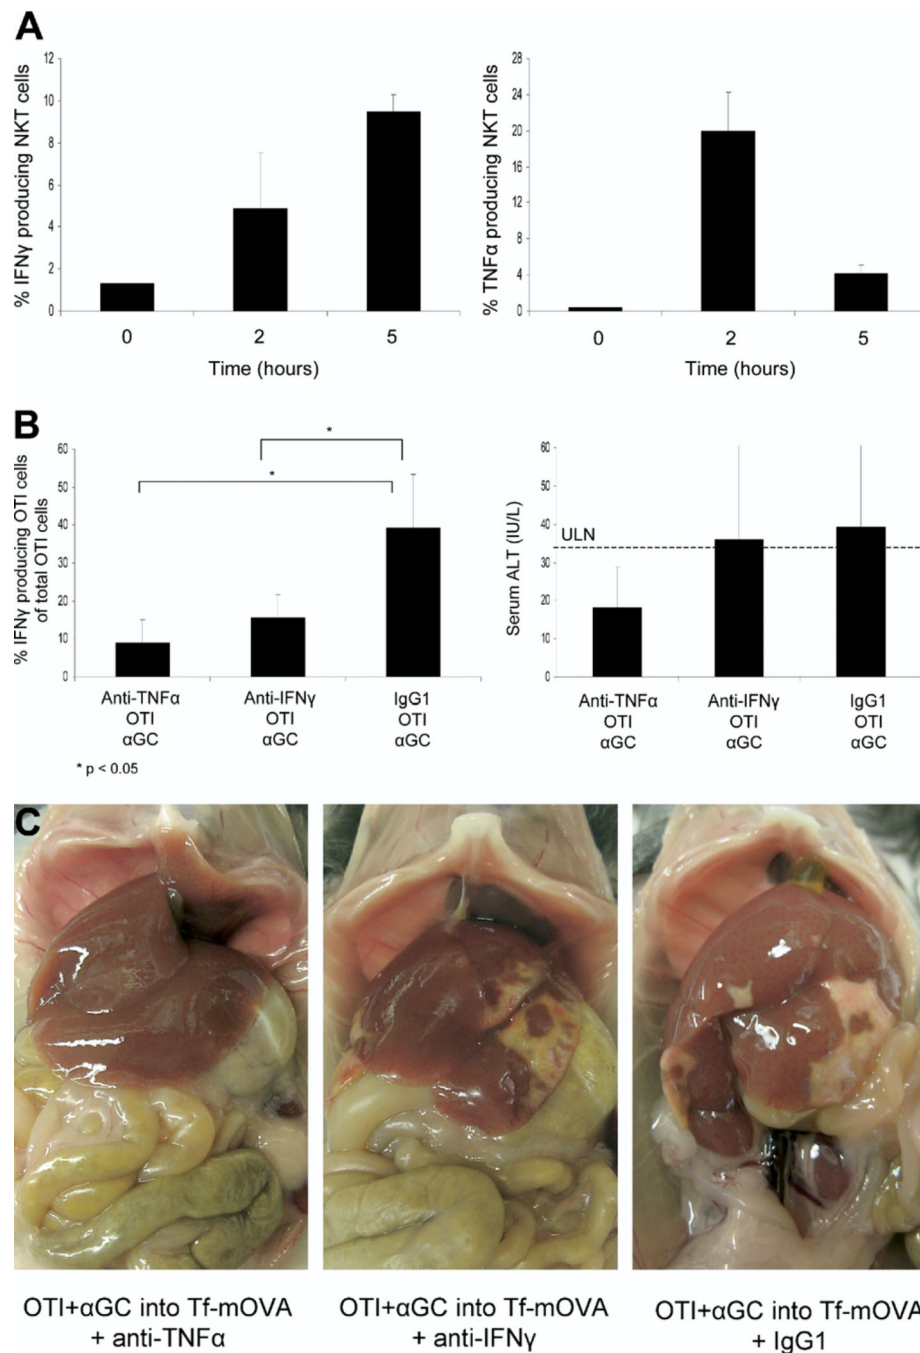 A
% IFNγ producing NKT cells
12
10
8
6
4
2
0
0 2 5
Time (hours)
% TNFα producing NKT cells
28
24
20
16
12
8
4
0
0 2 5
Time (hours)
B
% IFNγ producing OTI cells
of total OTI cells
60
50
40
30
20
10
0
*
*
Anti-TNFα
OTI
αGC
Anti-IFNγ
OTI
αGC
IgG1
OTI
αGC
* p < 0.05
Serum ALT (IU/L)
60
50
40
30
20
10
0
ULN
Anti-TNFα
OTI
αGC
Anti-IFNγ
OTI
αGC
IgG1
OTI
αGC
C
OTI+αGC into Tf-mOVA
+ anti-TNFα
OTI+αGC into Tf-mOVA
+ anti-IFNγ
OTI+αGC into Tf-mOVA
+ IgG1